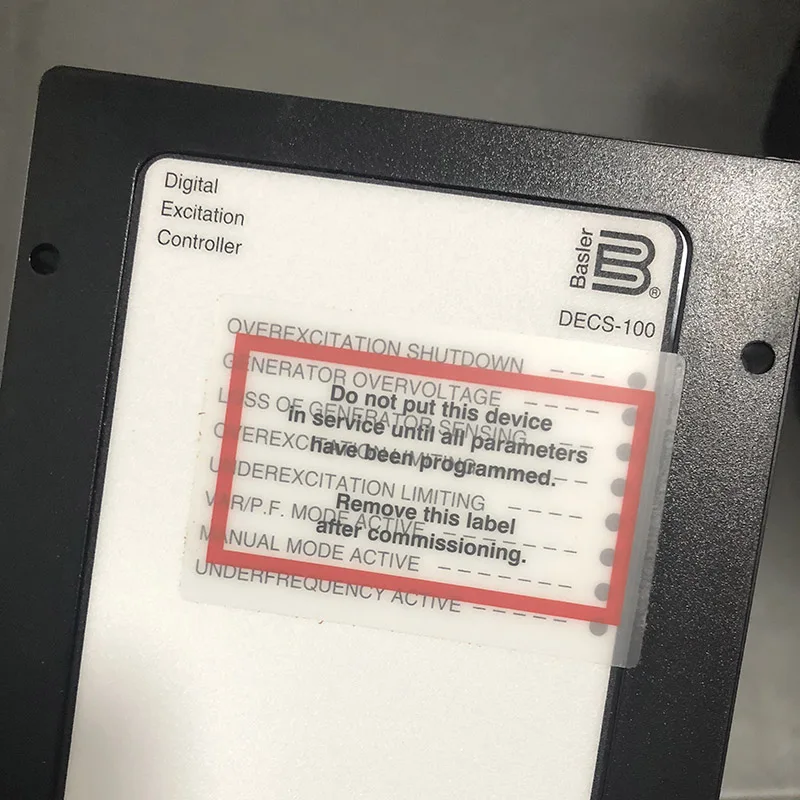 Digital
Excitation
Controller
Basler
B®
DECS-100
OVEREXCITATION SHUTDOWN
GENERATOR OVERVOLTAGE
LOSS OF GENERATOR SENSING
OVEREXCITATION LIMITING
UNDEREXCITATION LIMITING
VAR/P.F. MODE ACTIVE
MANUAL MODE ACTIVE
UNDERFREQUENCY ACTIVE
Do not put this device
in service until all parameters
have been programmed.
Remove this label
after commissioning.